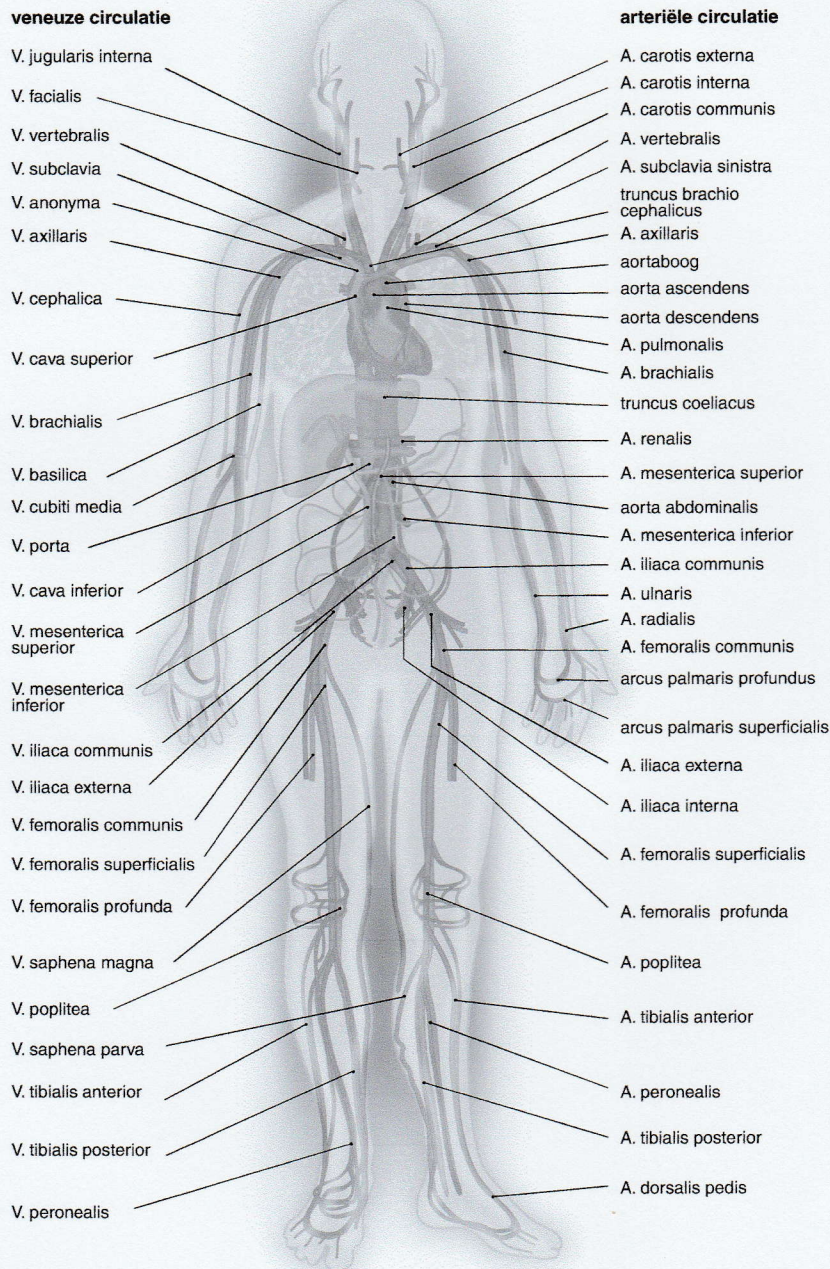 veneuze circulatie
V. jugularis interna
V. facialis
V. vertebralis
V. subclavia
V. anonyma
V. axillaris
V. cephalica
V. cava superior
V. brachialis
V. basilica
V. cubiti media
V. porta
V. cava inferior
V. mesenterica
superior
V. mesenterica
inferior
V. iliaca communis
V. iliaca externa
V. femoralis communis
V. femoralis superficialis
V. femoralis profunda
V. saphena magna
V. poplitea
V. saphena parva
V. tibialis anterior
V. tibialis posterior
V. peronealis
arteriële circulatie
A. carotis externa
A. carotis interna
A. carotis communis
A. vertebralis
A. subclavia sinistra
truncus brachio
cephalicus
A. axillaris
aortaboog
aorta ascendens
aorta descendens
A. pulmonalis
A. brachialis
truncus coeliacus
A. renalis
A. mesenterica superior
aorta abdominalis
A. mesenterica inferior
A. iliaca communis
A. ulnaris
A. radialis
A. femoralis communis
arcus palmaris profundus
arcus palmaris superficialis
A. iliaca externa
A. iliaca interna
A. femoralis superficialis
A. femoralis profunda
A. poplitea
A. tibialis anterior
A. peronealis
A. tibialis posterior
A. dorsalis pedis